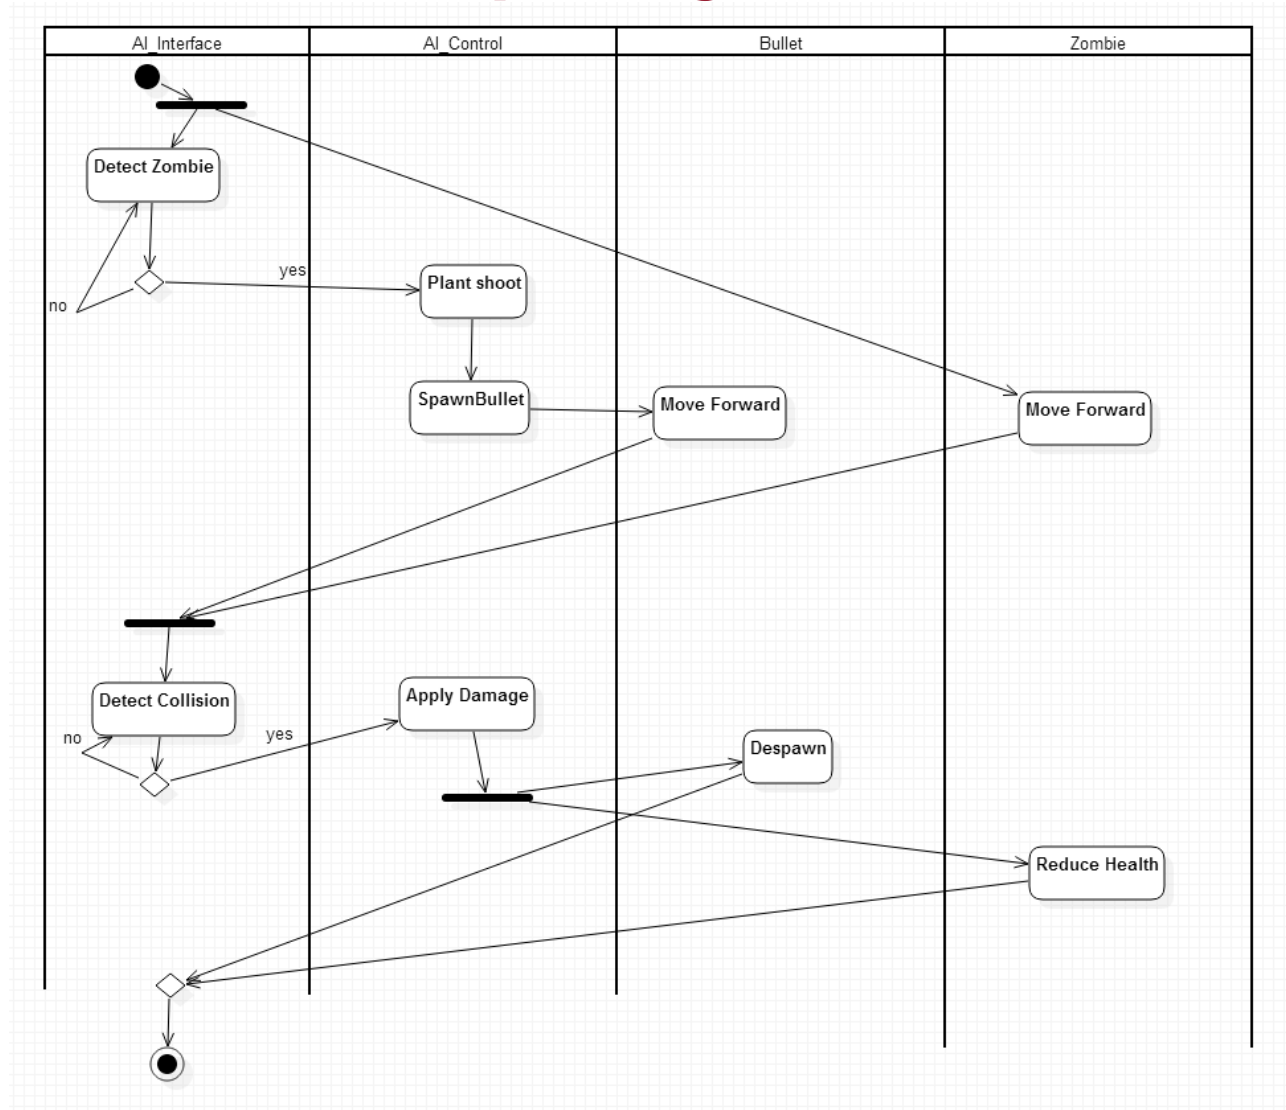 AI_Interface
AI_Control
Bullet
Zombie
Detect Zombie
yes
Plant shoot
no
SpawnBullet
Move Forward
Move Forward
Detect Collision
Apply Damage
no
yes
Despawn
Reduce Health